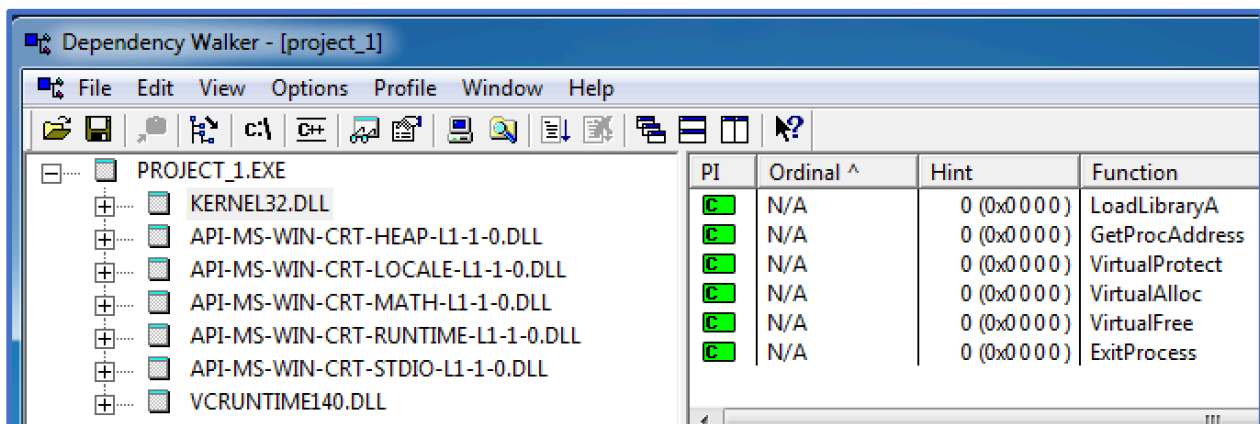 Dependency Walker - [project_1]
File Edit View Options Profile Window Help
c:\ C++
PROJECT_1.EXE
KERNEL32.DLL
API-MS-WIN-CRT-HEAP-L1-1-0.DLL
API-MS-WIN-CRT-LOCALE-L1-1-0.DLL
API-MS-WIN-CRT-MATH-L1-1-0.DLL
API-MS-WIN-CRT-RUNTIME-L1-1-0.DLL
API-MS-WIN-CRT-STDIO-L1-1-0.DLL
VCRUNTIME140.DLL
PI Ordinal ^ Hint Function
C N/A 0 (0x0000) LoadLibraryA
C N/A 0 (0x0000) GetProcAddress
C N/A 0 (0x0000) VirtualProtect
C N/A 0 (0x0000) VirtualAlloc
C N/A 0 (0x0000) VirtualFree
C N/A 0 (0x0000) ExitProcess